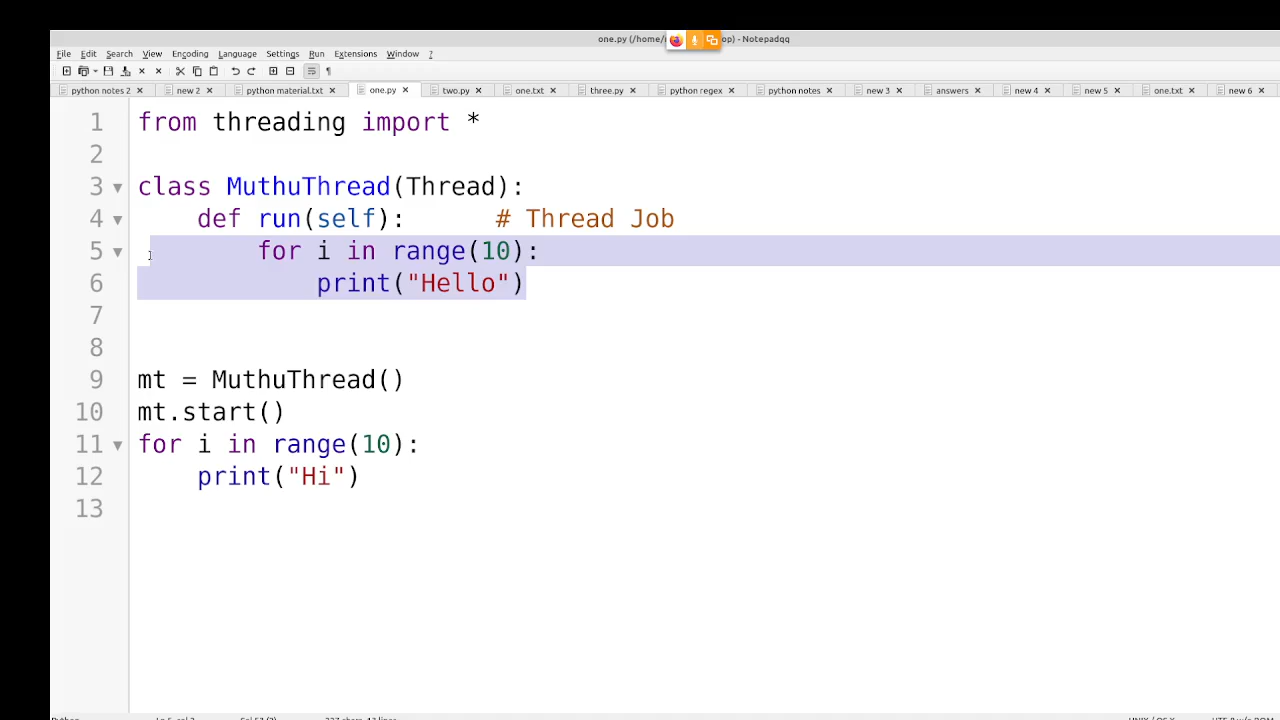 one.py (/home/ op) - Notepadqq
File Edit Search View Encoding Language Settings Run Extensions Window ?
python notes 2 new 2 python material.txt one.py two.py one.txt three.py python regex python notes new 3 answers new 4 new 5 one.txt new 6
1 from threading import *
2
3 class MuthuThread(Thread):
4 def run(self): # Thread Job
5 for i in range(10):
6 print("Hello")
7
8
9 mt = MuthuThread()
10 mt.start()
11 for i in range(10):
12 print("Hi")
13